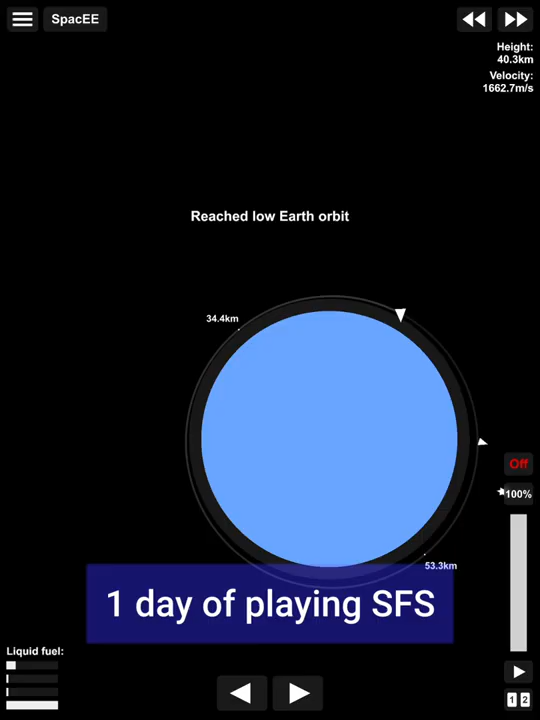 SpacEE
Height:
40.3km
Velocity:
1662.7m/s
Reached low Earth orbit
34.4km
Off
100%
53.3km
1 day of playing SFS
Liquid fuel:
1 2